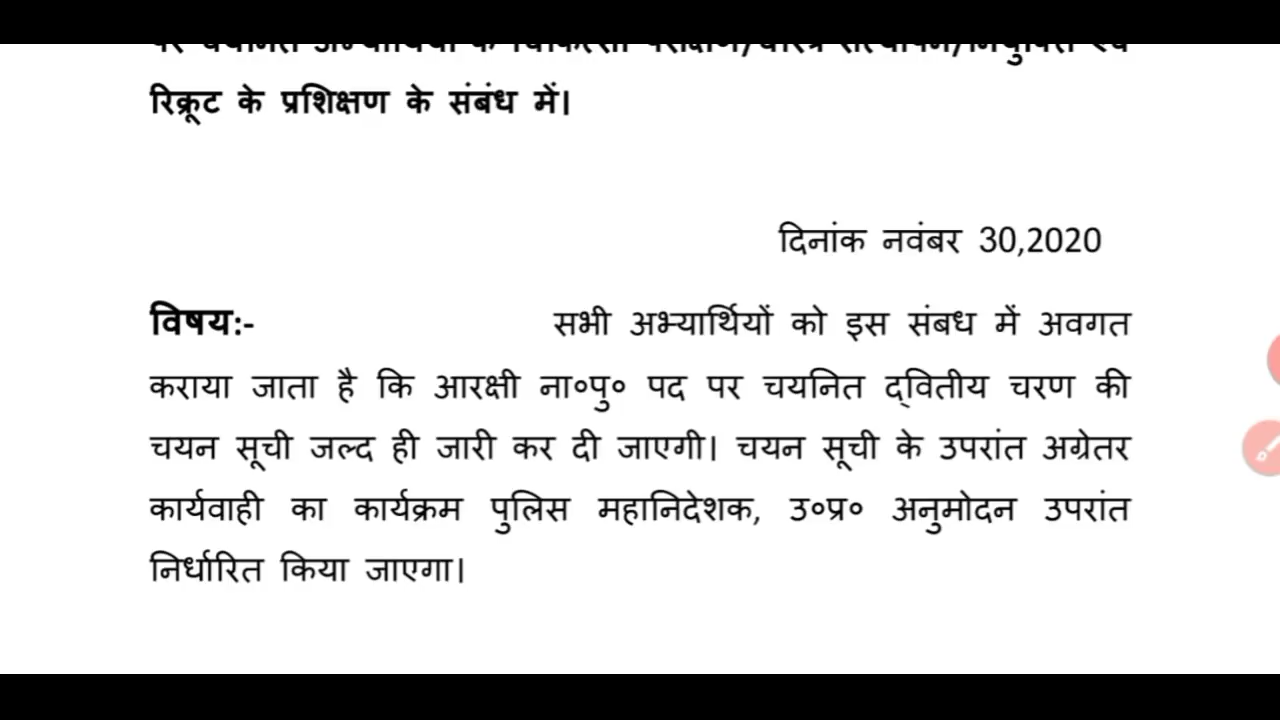 रिक्रूट के प्रशिक्षण के संबंध में।
दिनांक नवंबर 30,2020
विषय:- सभी अभ्यार्थियों को इस संबध में अवगत
कराया जाता है कि आरक्षी ना०पु० पद पर चयनित द्वितीय चरण की
चयन सूची जल्द ही जारी कर दी जाएगी। चयन सूची के उपरांत अग्रेतर
कार्यवाही का कार्यक्रम पुलिस महानिदेशक, उ०प्र० अनुमोदन उपरांत
निर्धारित किया जाएगा।